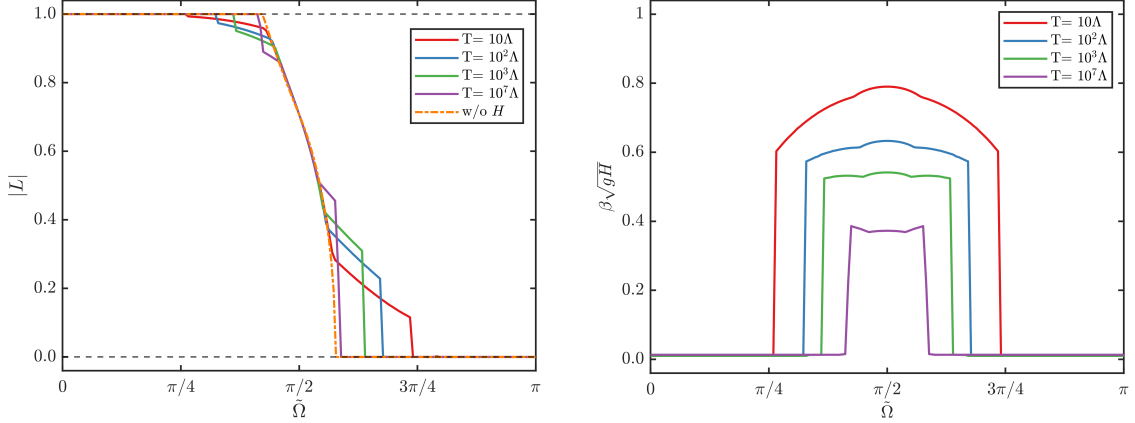 1.0
0.8
0.6
0.4
0.2
0.0
|L|
T= 10Λ
T= 10²Λ
T= 10³Λ
T= 10⁷Λ
w/o H
0 π/4 π/2 3π/4 π
Ω̃
1
0.8
0.6
0.4
0.2
0
β√gH
T= 10Λ
T= 10²Λ
T= 10³Λ
T= 10⁷Λ
0 π/4 π/2 3π/4 π
Ω̃